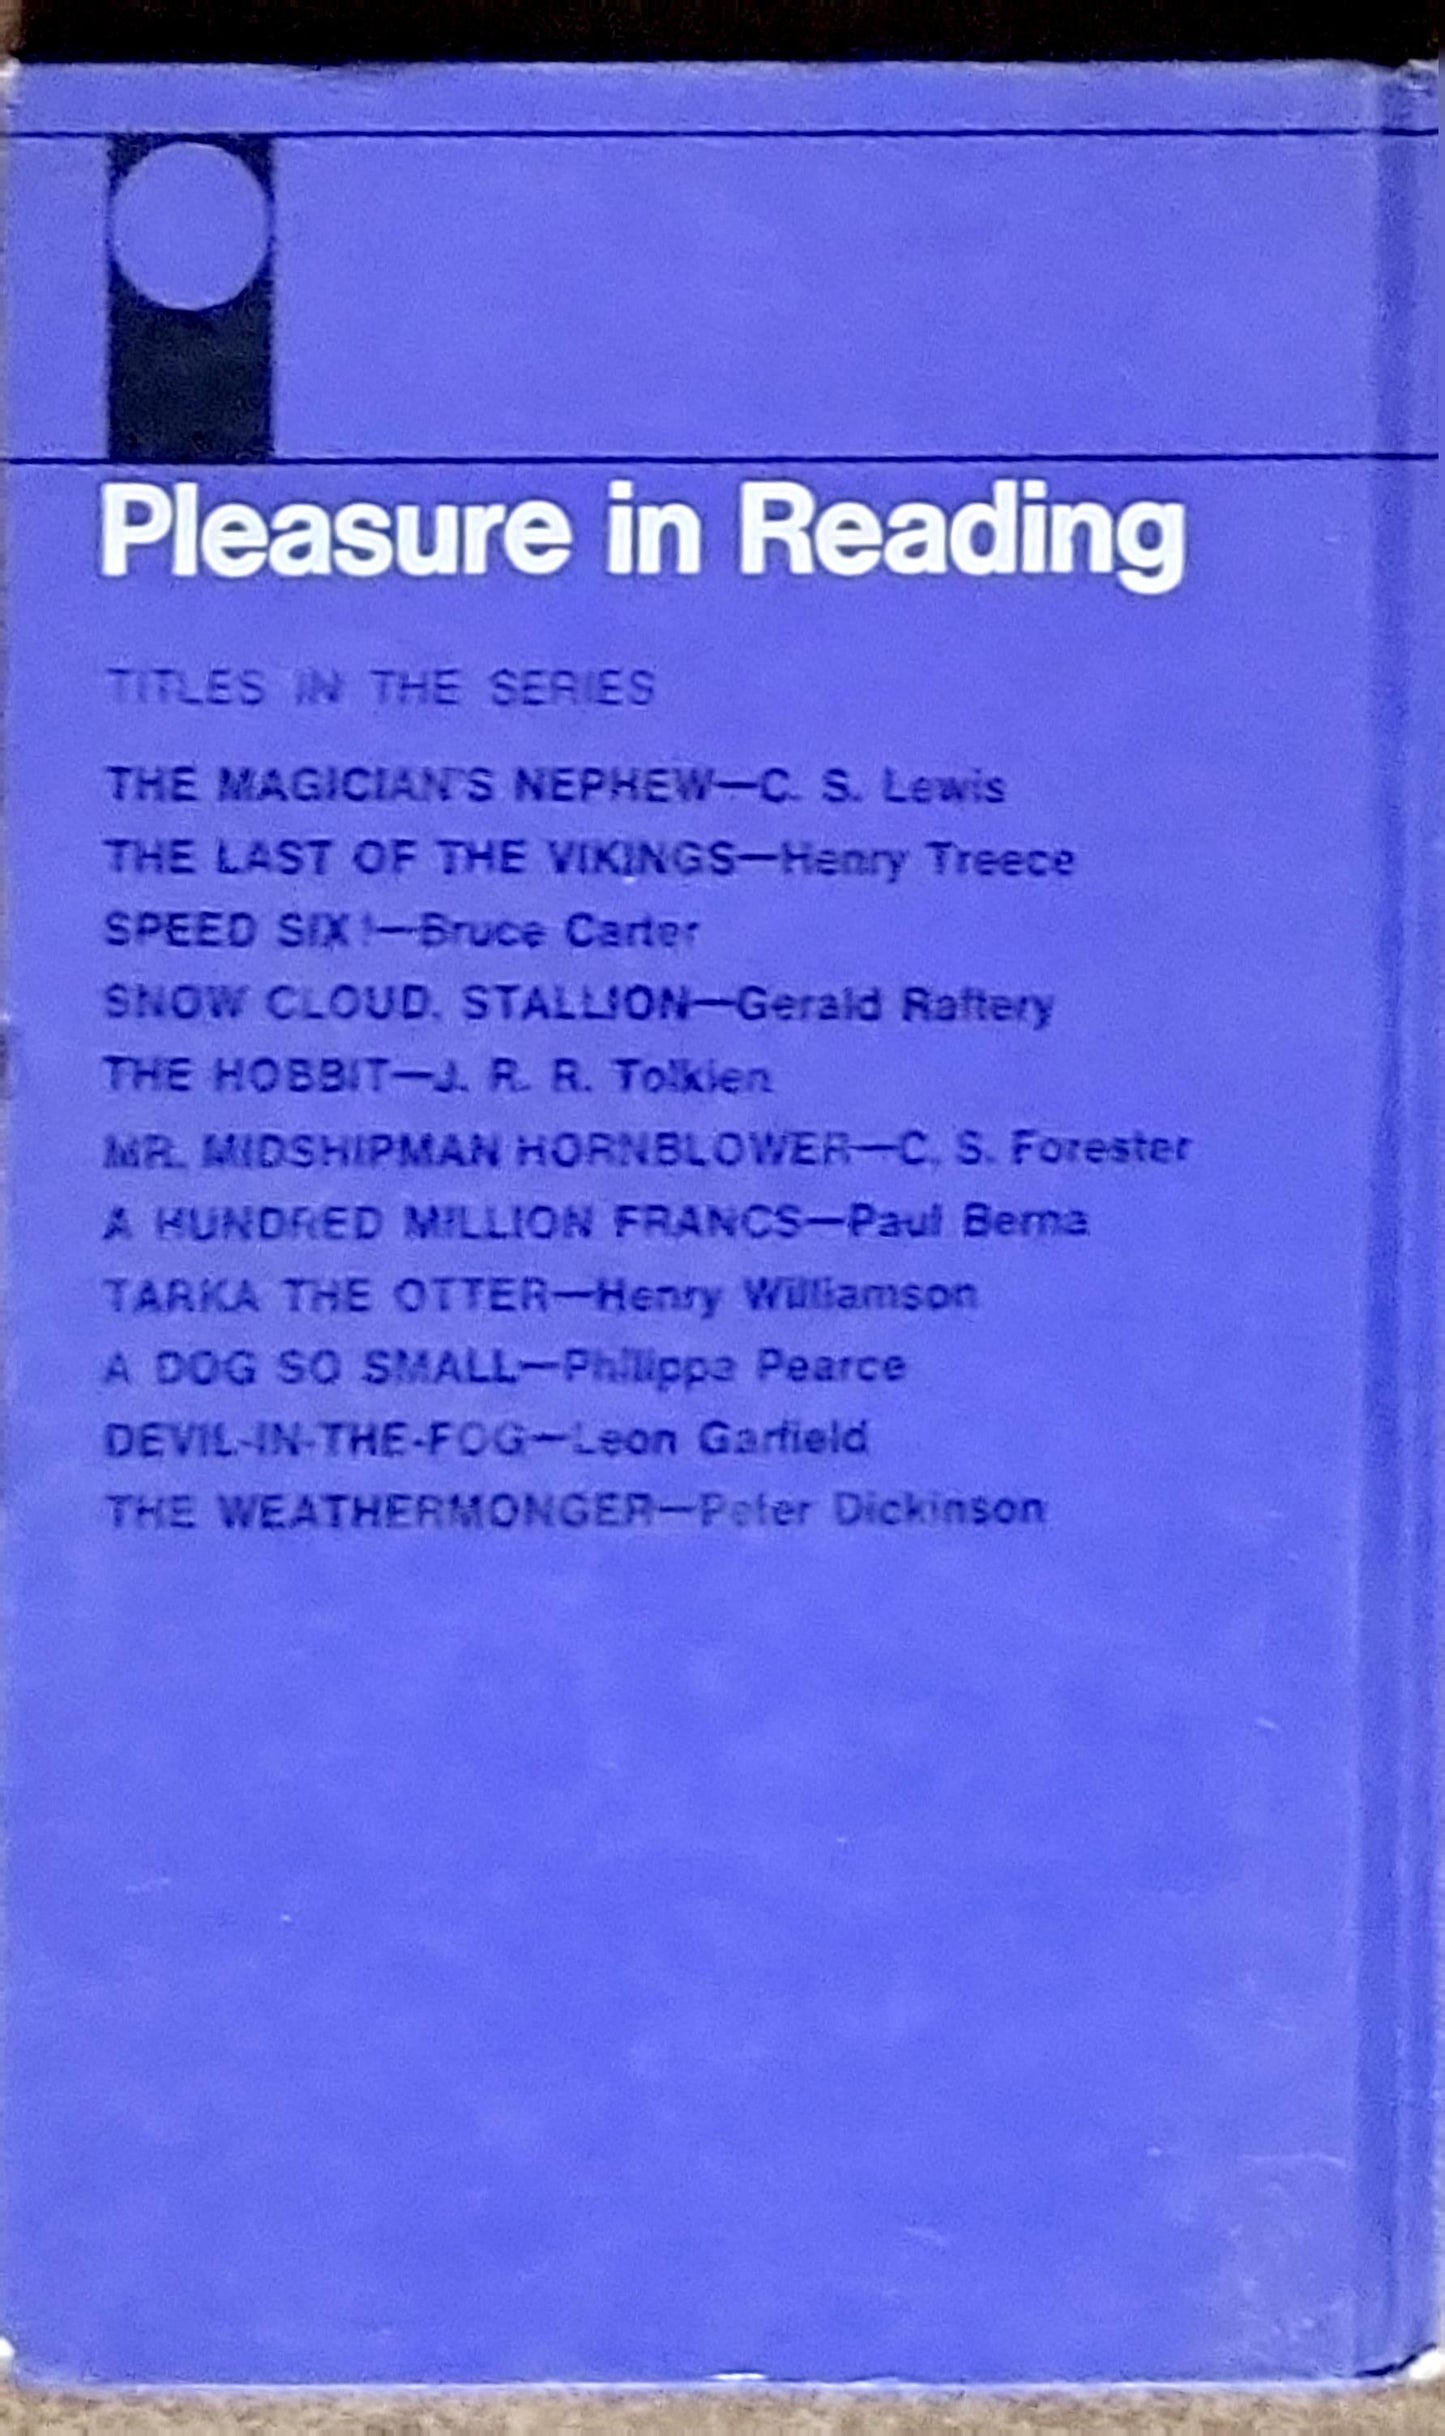 Pleasure in Reading
TITLES IN THE SERIES
THE MAGICIAN'S NEPHEW—C. S. Lewis
THE LAST OF THE VIKINGS—Henry Treece
SPEED SIX!—Bruce Carter
SNOW CLOUD, STALLION—Gerald Raftery
THE HOBBIT—J. R. R. Tolkien
MR. MIDSHIPMAN HORNBLOWER—C. S. Forester
A HUNDRED MILLION FRANCS—Paul Berna
TARKA THE OTTER—Henry Williamson
A DOG SO SMALL—Philippa Pearce
DEVIL-IN-THE-FOG—Leon Garfield
THE WEATHERMONGER—Peter Dickinson